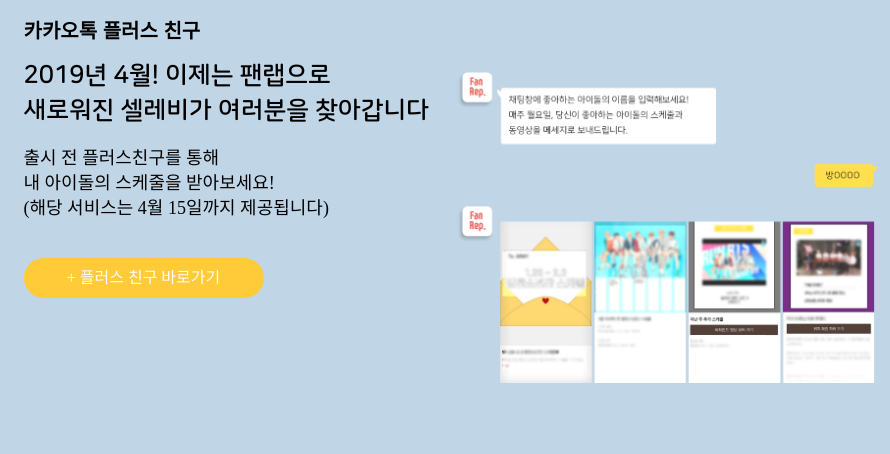 카카오톡 플러스 친구
2019년 4월! 이제는 팬랩으로
새로워진 셀레비가 여러분을 찾아갑니다
출시 전 플러스친구를 통해
내 아이돌의 스케줄을 받아보세요!
(해당 서비스는 4월 15일까지 제공됩니다)
+ 플러스 친구 바로가기
Fan
Rep.
채팅창에 좋아하는 아이돌의 이름을 입력해보세요!
매주 월요일, 당신이 좋아하는 아이돌의 스케줄과
동영상을 메세지로 보내드립니다.
방OOOO
Fan
Rep.